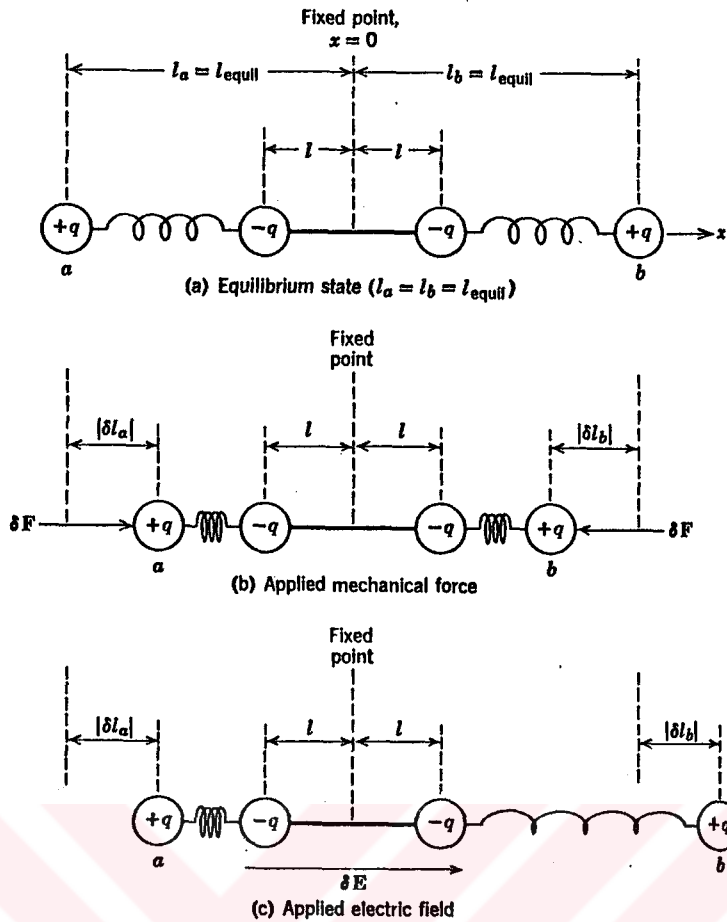 Fixed point,
x = 0
l_a = l_equil
l_b = l_equil
l
l
+q
−q
−q
+q
x
a
b
(a) Equilibrium state (l_a = l_b = l_equil)
Fixed
point
|δl_a|
l
l
|δl_b|
δF
+q
−q
−q
+q
δF
a
b
(b) Applied mechanical force
Fixed
point
|δl_a|
l
l
|δl_b|
+q
−q
−q
+q
a
b
δE
(c) Applied electric field